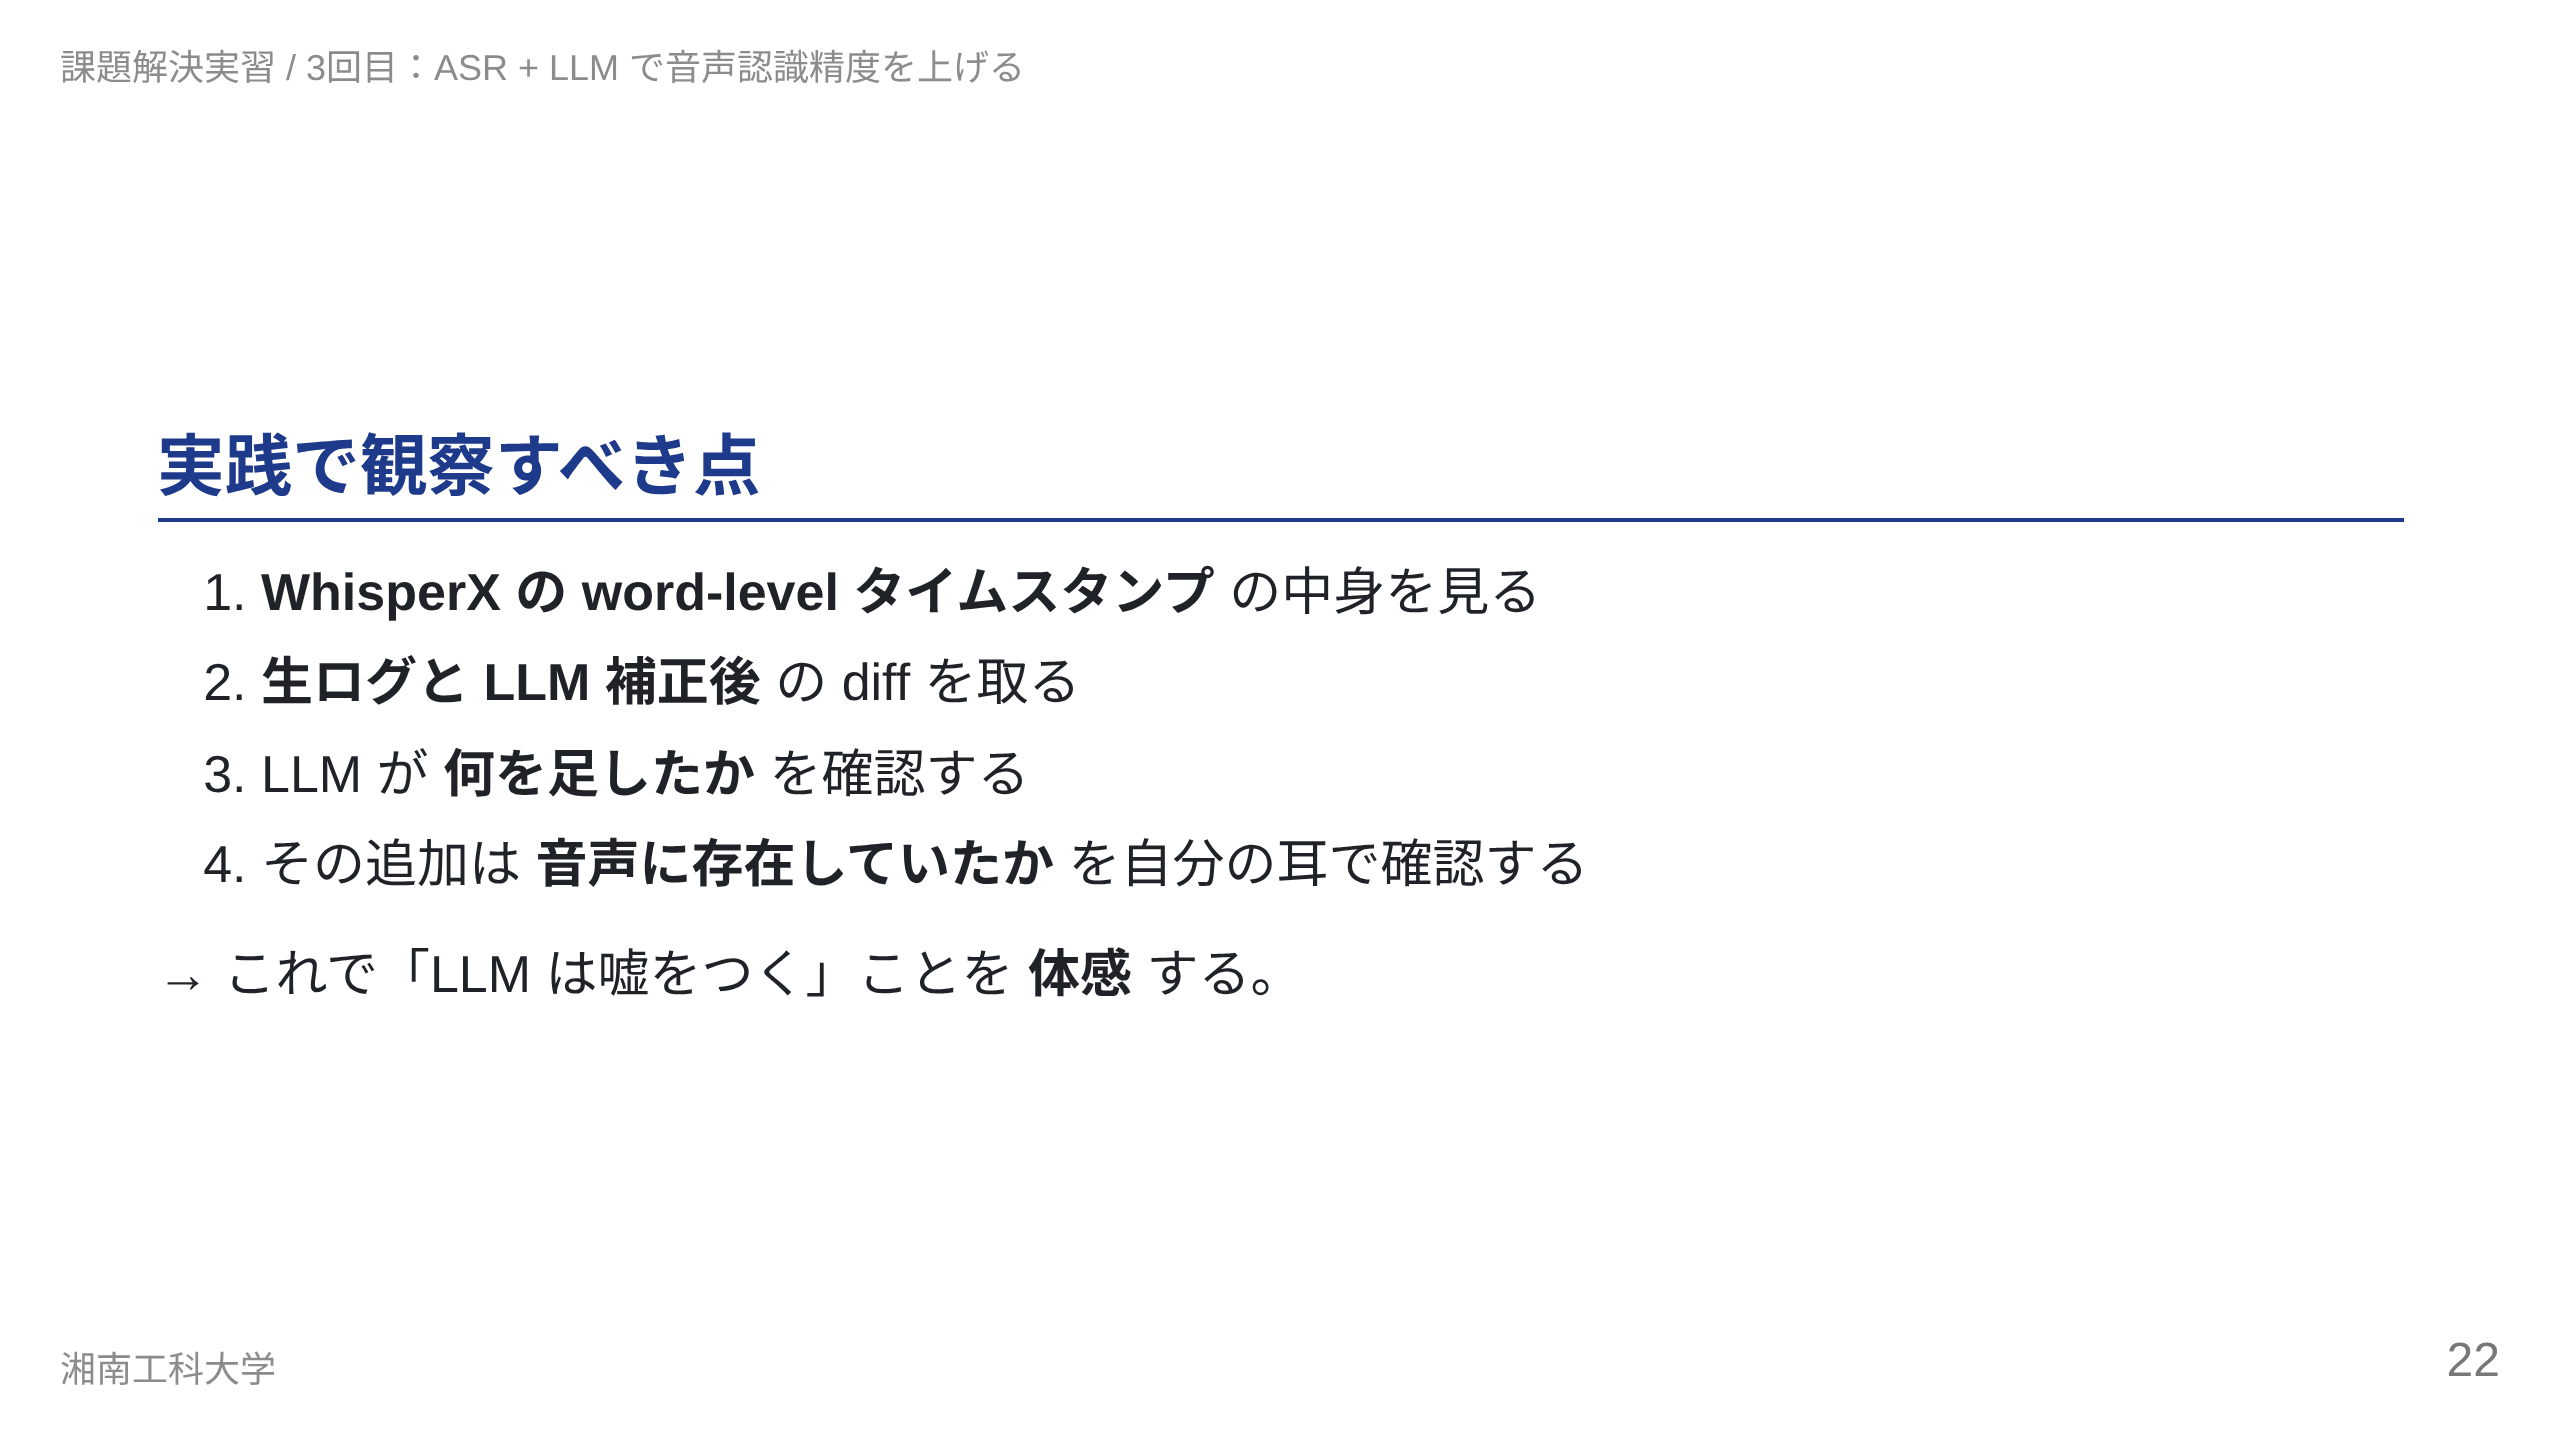 課題解決実習 / 3回目：ASR + LLM で音声認識精度を上げる
実践で観察すべき点
1. WhisperX の word-level タイムスタンプ の中身を見る
2. 生ログと LLM 補正後 の diff を取る
3. LLM が 何を足したか を確認する
4. その追加は 音声に存在していたか を自分の耳で確認する
→ これで「LLM は嘘をつく」ことを 体感 する。
湘南工科大学
22